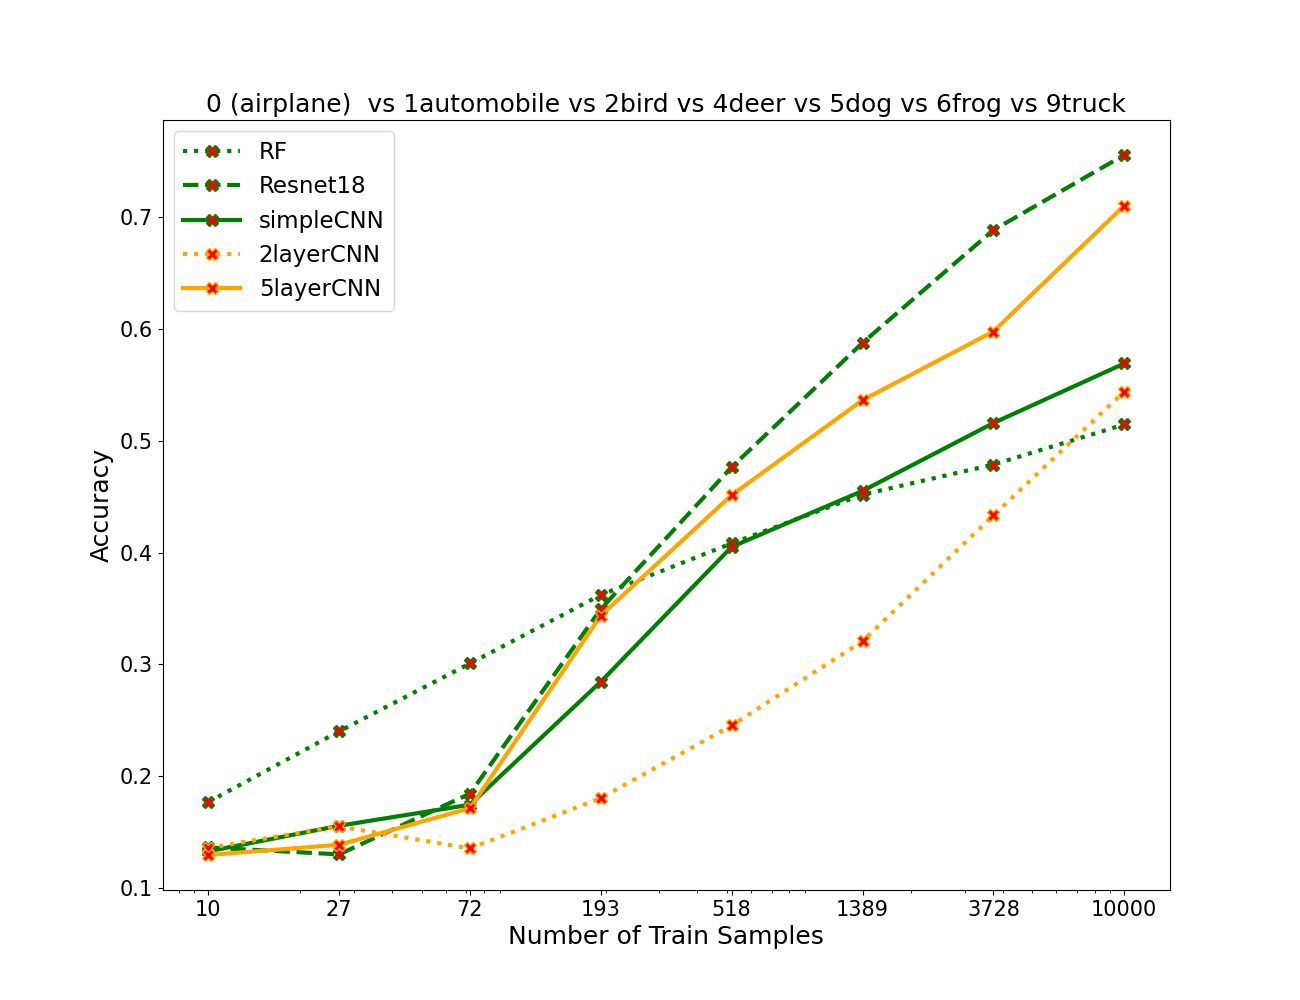 0 (airplane)  vs 1automobile vs 2bird vs 4deer vs 5dog vs 6frog vs 9truck
RF
Resnet18
simpleCNN
2layerCNN
5layerCNN
0.7
0.6
0.5
0.4
0.3
0.2
0.1
Accuracy
10 27 72 193 518 1389 3728 10000
Number of Train Samples